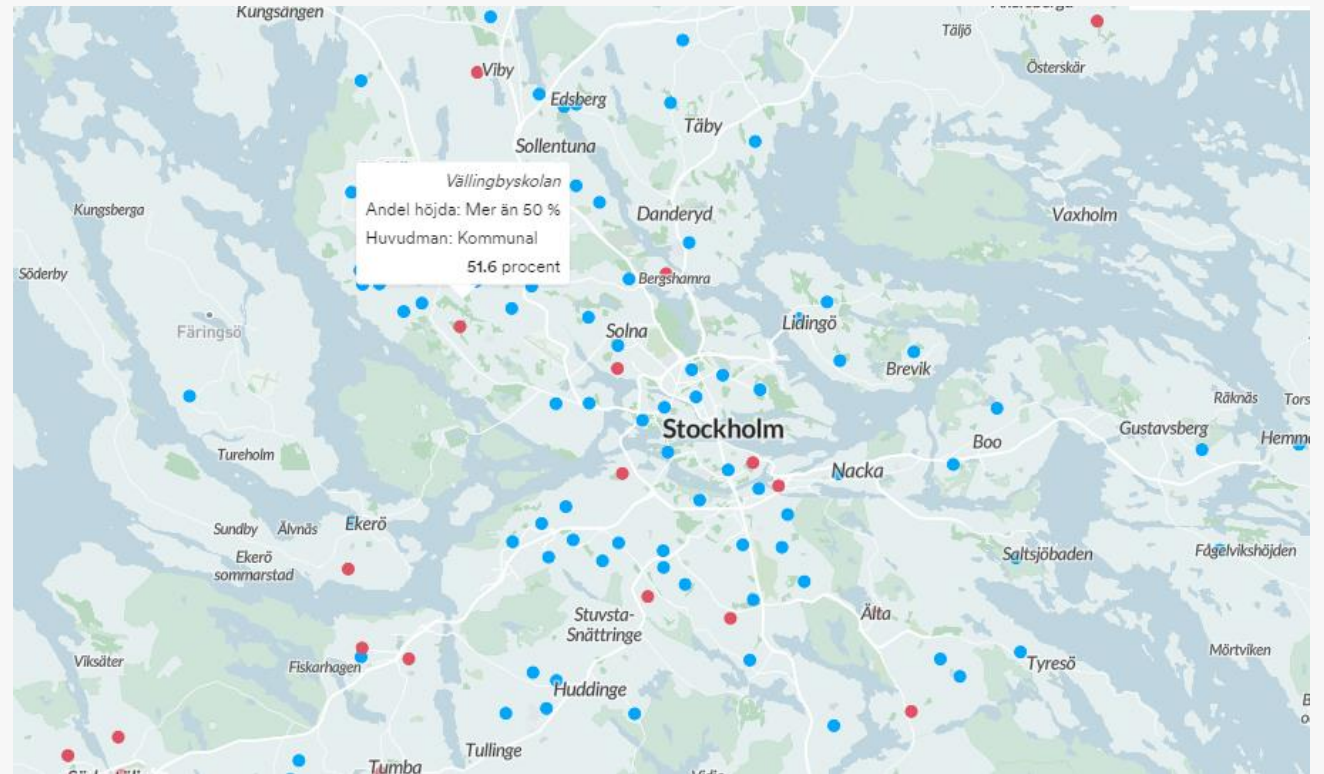 Kungsängen
Täljö
Österskär
Viby
Edsberg
Täby
Sollentuna
Vällingbyskolan
Andel höjda: Mer än 50 %
Huvudman: Kommunal
51.6 procent
Kungsberga
Danderyd
Vaxholm
Söderby
Bergshamra
Färingsö
Solna
Lidingö
Brevik
Räknäs
Stockholm
Gustavsberg
Boo
Tureholm
Nacka
Sundby
Älvnäs
Ekerö
Ekerö
sommarstad
Saltsjöbaden
Fågelvikshöjden
Stuvsta-
Snättringe
Älta
Viksäter
Fiskarhagen
Tyresö
Mörtviken
Huddinge
Tullinge
Tumba